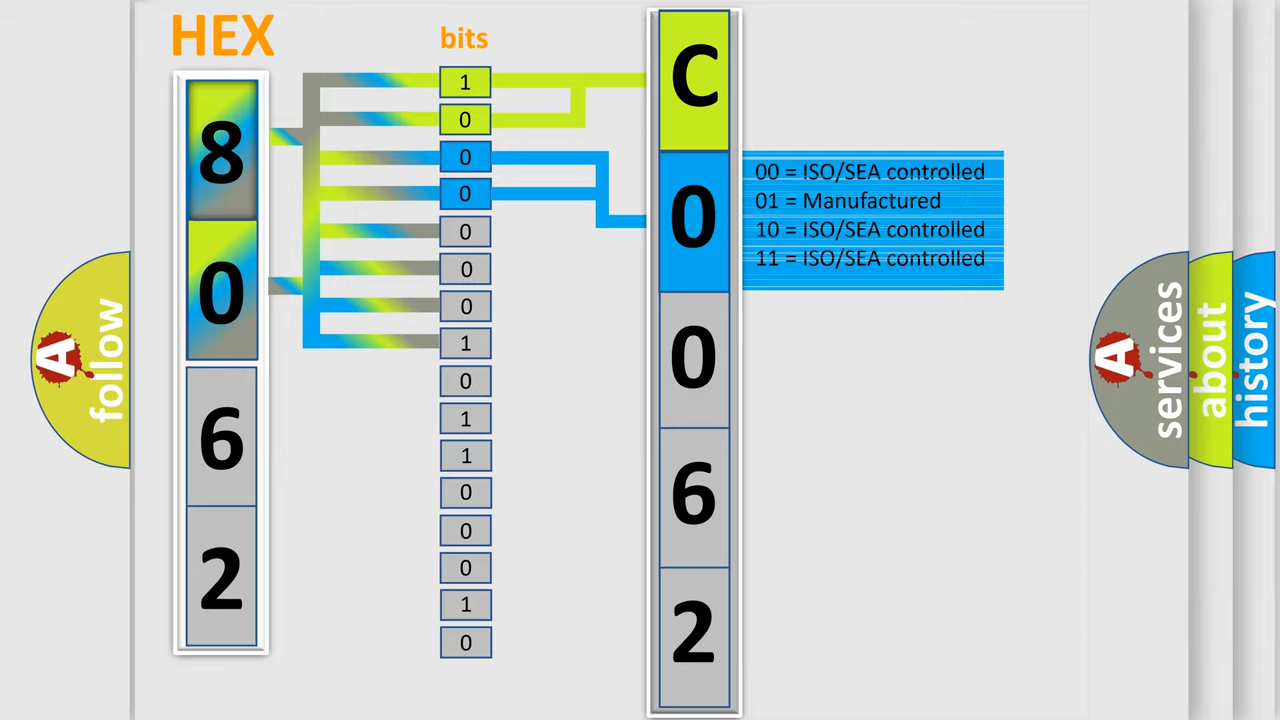 HEX
bits
8
0
6
2
1
0
0
0
0
0
0
1
0
1
1
0
0
0
1
0
C
0
0
6
2
00 = ISO/SEA controlled
01 = Manufactured
10 = ISO/SEA controlled
11 = ISO/SEA controlled
A
follow
A
services
about
history